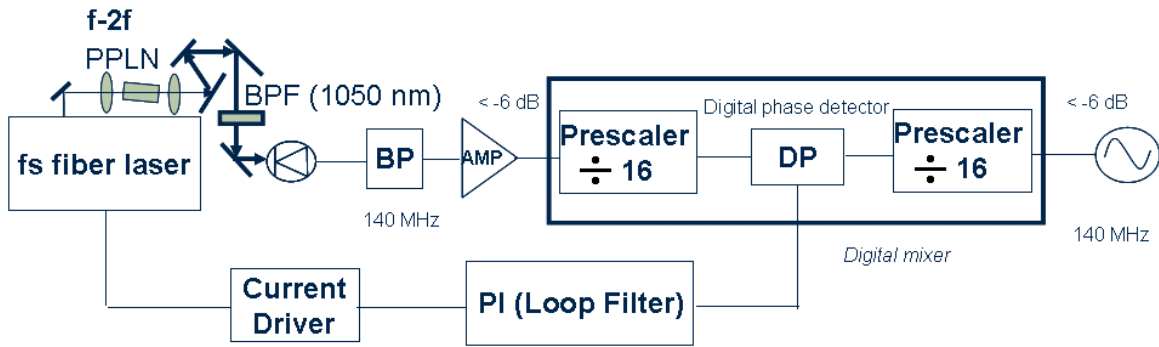 f-2f
PPLN
BPF (1050 nm)
fs fiber laser
BP
140 MHz
AMP
< -6 dB
Digital phase detector
Prescaler
÷ 16
DP
Prescaler
÷ 16
< -6 dB
140 MHz
Digital mixer
Current
Driver
PI (Loop Filter)